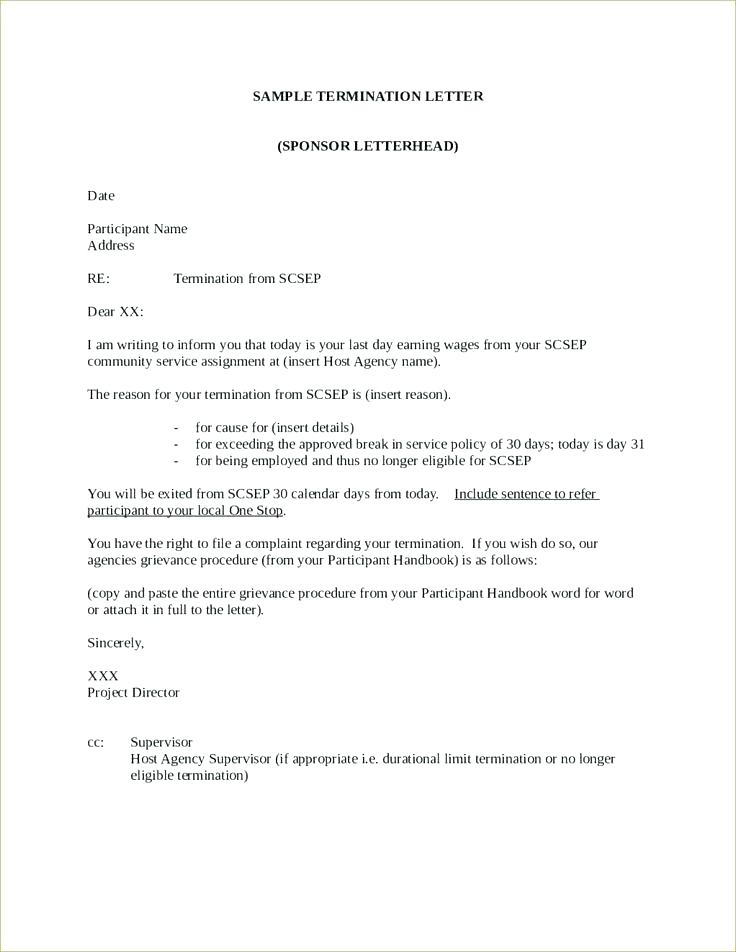 SAMPLE TERMINATION LETTER
(SPONSOR LETTERHEAD)
Date
Participant Name
Address
RE: Termination from SCSEP
Dear XX:
I am writing to inform you that today is your last day earning wages from your SCSEP
community service assignment at (insert Host Agency name).
The reason for your termination from SCSEP is (insert reason).
- for cause for (insert details)
- for exceeding the approved break in service policy of 30 days; today is day 31
- for being employed and thus no longer eligible for SCSEP
You will be exited from SCSEP 30 calendar days from today. Include sentence to refer
participant to your local One Stop.
You have the right to file a complaint regarding your termination. If you wish do so, our
agencies grievance procedure (from your Participant Handbook) is as follows:
(copy and paste the entire grievance procedure from your Participant Handbook word for word
or attach it in full to the letter).
Sincerely,
XXX
Project Director
cc: Supervisor
Host Agency Supervisor (if appropriate i.e. durational limit termination or no longer
eligible termination)